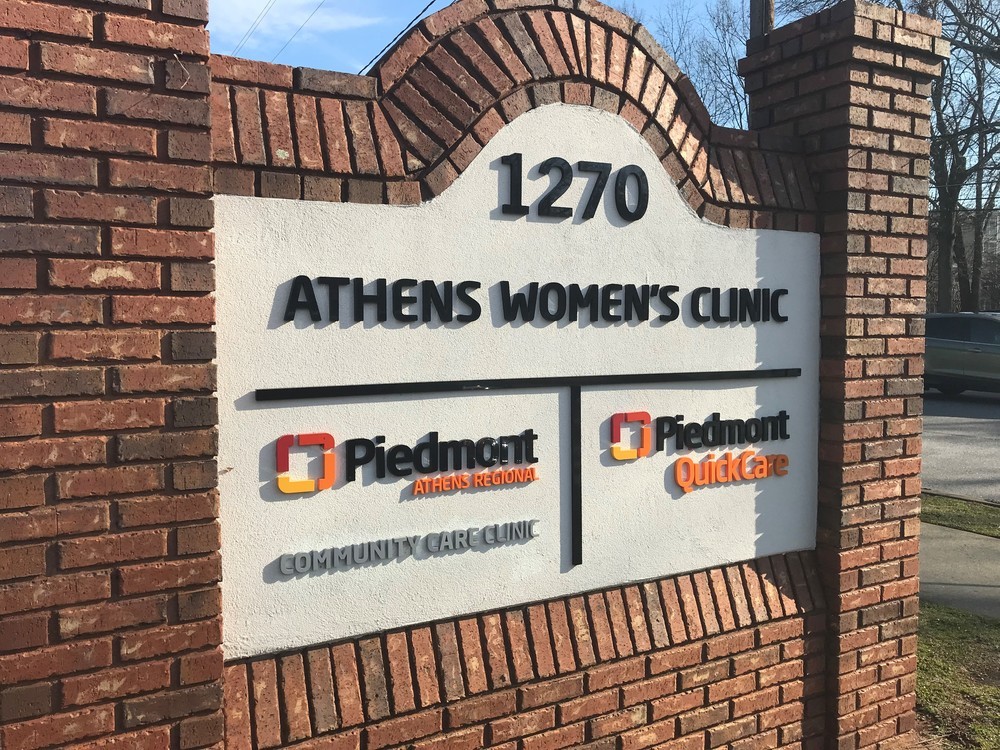 1270
ATHENS WOMEN'S CLINIC
Piedmont
ATHENS REGIONAL
COMMUNITY CARE CLINIC
Piedmont
QuickCare